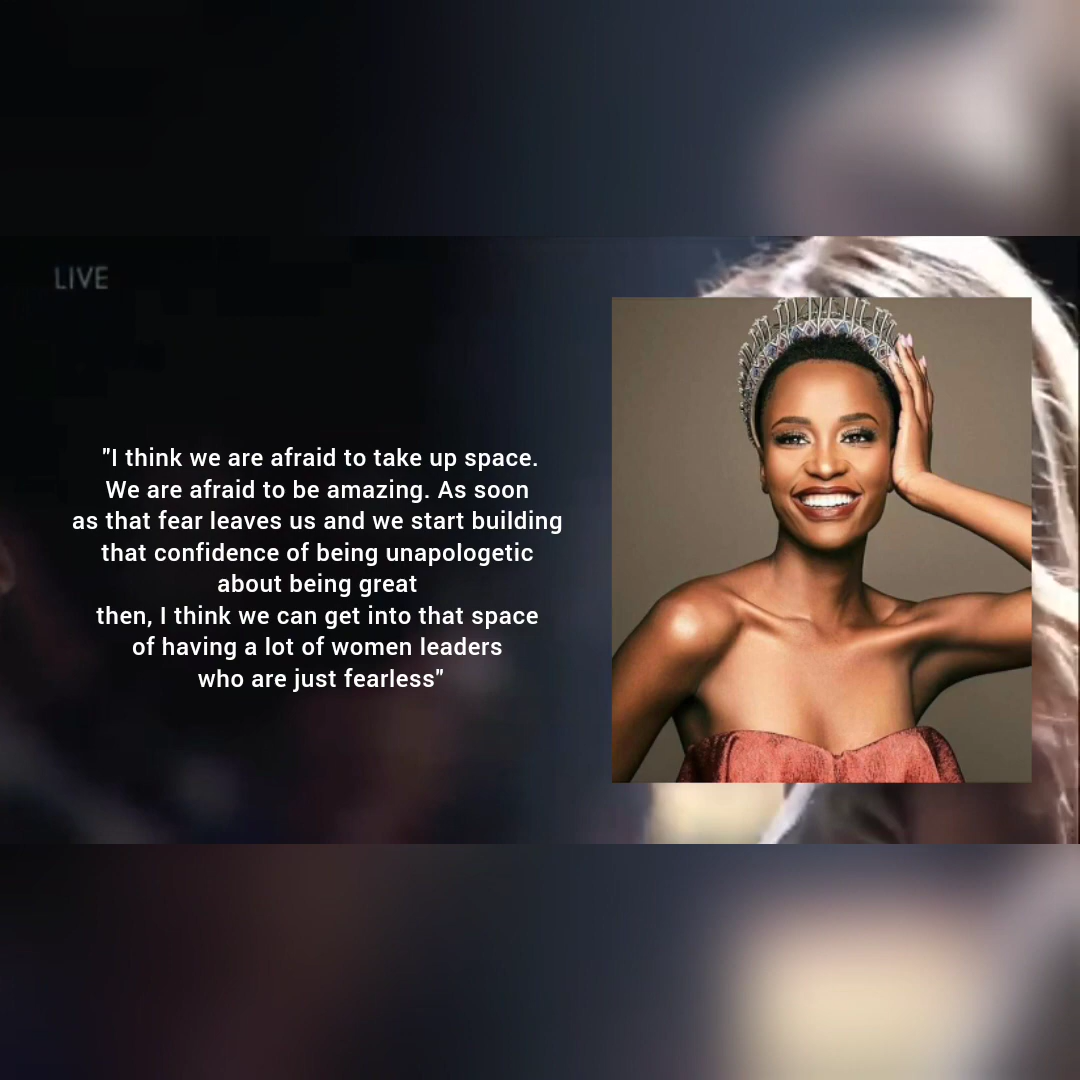 LIVE
"I think we are afraid to take up space.
We are afraid to be amazing. As soon
as that fear leaves us and we start building
that confidence of being unapologetic
about being great
then, I think we can get into that space
of having a lot of women leaders
who are just fearless"